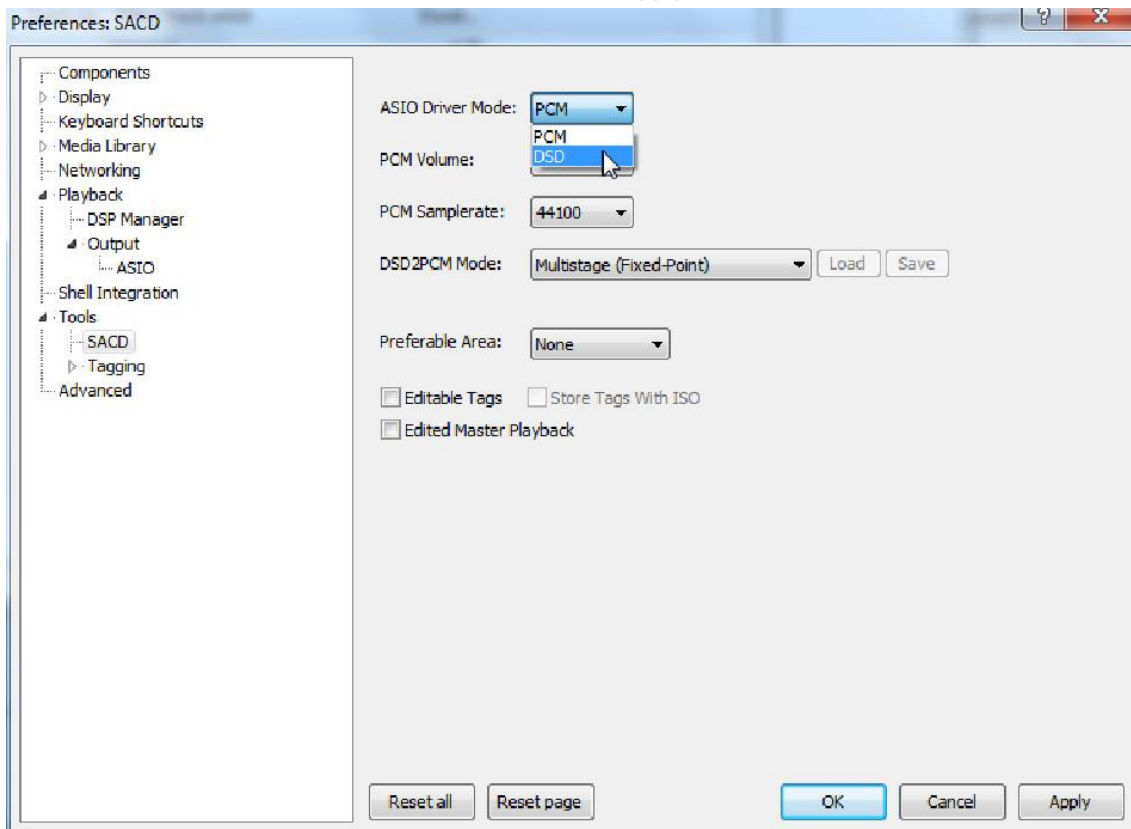 Preferences: SACD
Components
Display
Keyboard Shortcuts
Media Library
Networking
Playback
DSP Manager
Output
ASIO
Shell Integration
Tools
SACD
Tagging
Advanced
ASIO Driver Mode: PCM
PCM
DSD
PCM Volume:
PCM Samplerate: 44100
DSD2PCM Mode: Multistage (Fixed-Point) Load Save
Preferable Area: None
Editable Tags Store Tags With ISO
Edited Master Playback
Reset all Reset page OK Cancel Apply